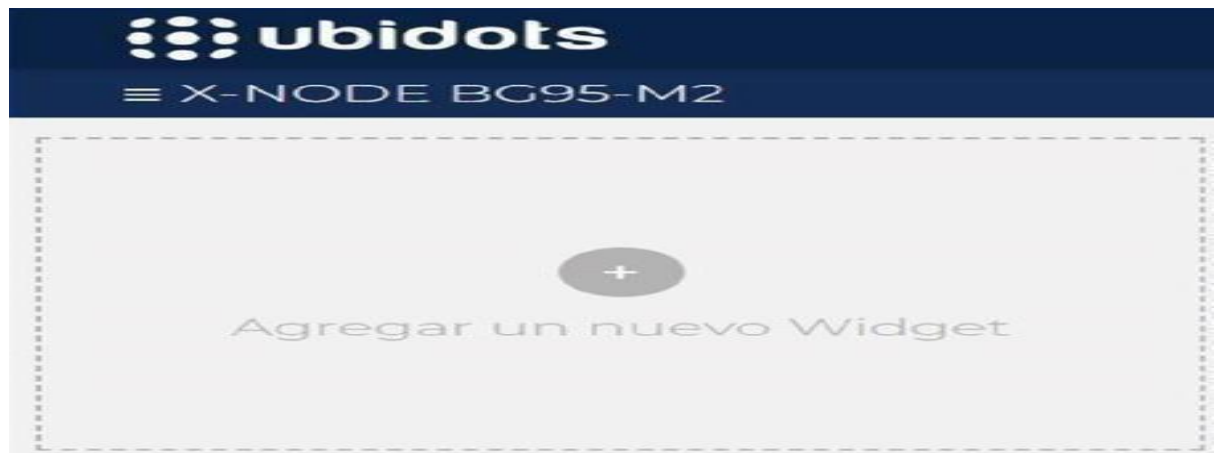 ubidots
≡ X-NODE BG95-M2
+
Agregar un nuevo Widget